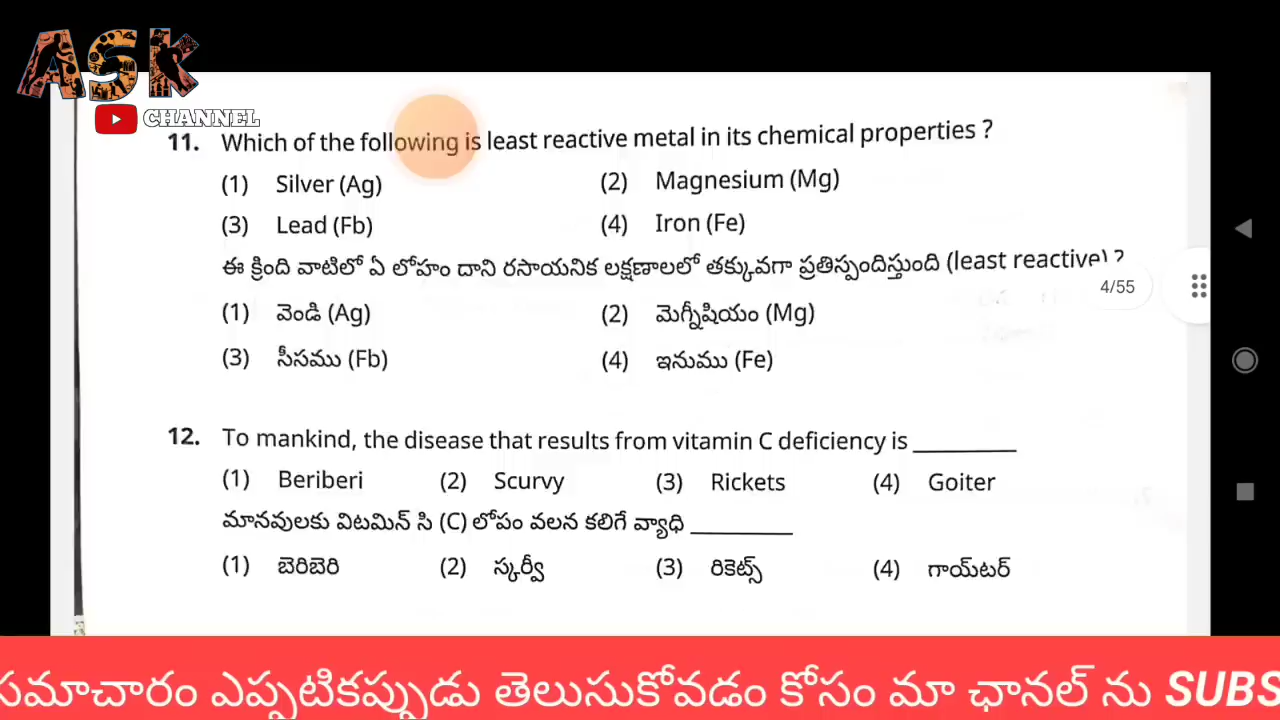 ASK
CHANNEL
11. Which of the following is least reactive metal in its chemical properties ?
(1) Silver (Ag) (2) Magnesium (Mg)
(3) Lead (Fb) (4) Iron (Fe)
ఈ క్రింది వాటిలో ఏ లోహం దాని రసాయనిక లక్షణాలలో తక్కువగా ప్రతిస్పందిస్తుంది (least reactive) ?
4/55
(1) వెండి (Ag) (2) మెగ్నీషియం (Mg)
(3) సీసము (Fb) (4) ఇనుము (Fe)
12. To mankind, the disease that results from vitamin C deficiency is ________
(1) Beriberi (2) Scurvy (3) Rickets (4) Goiter
మానవులకు విటమిన్ సి (C) లోపం వలన కలిగే వ్యాధి ________
(1) బెరిబెరి (2) స్కర్వీ (3) రికెట్స్ (4) గాయ్‌టర్
సమాచారం ఎప్పటికప్పుడు తెలుసుకోవడం కోసం మా ఛానల్ ను SUBS